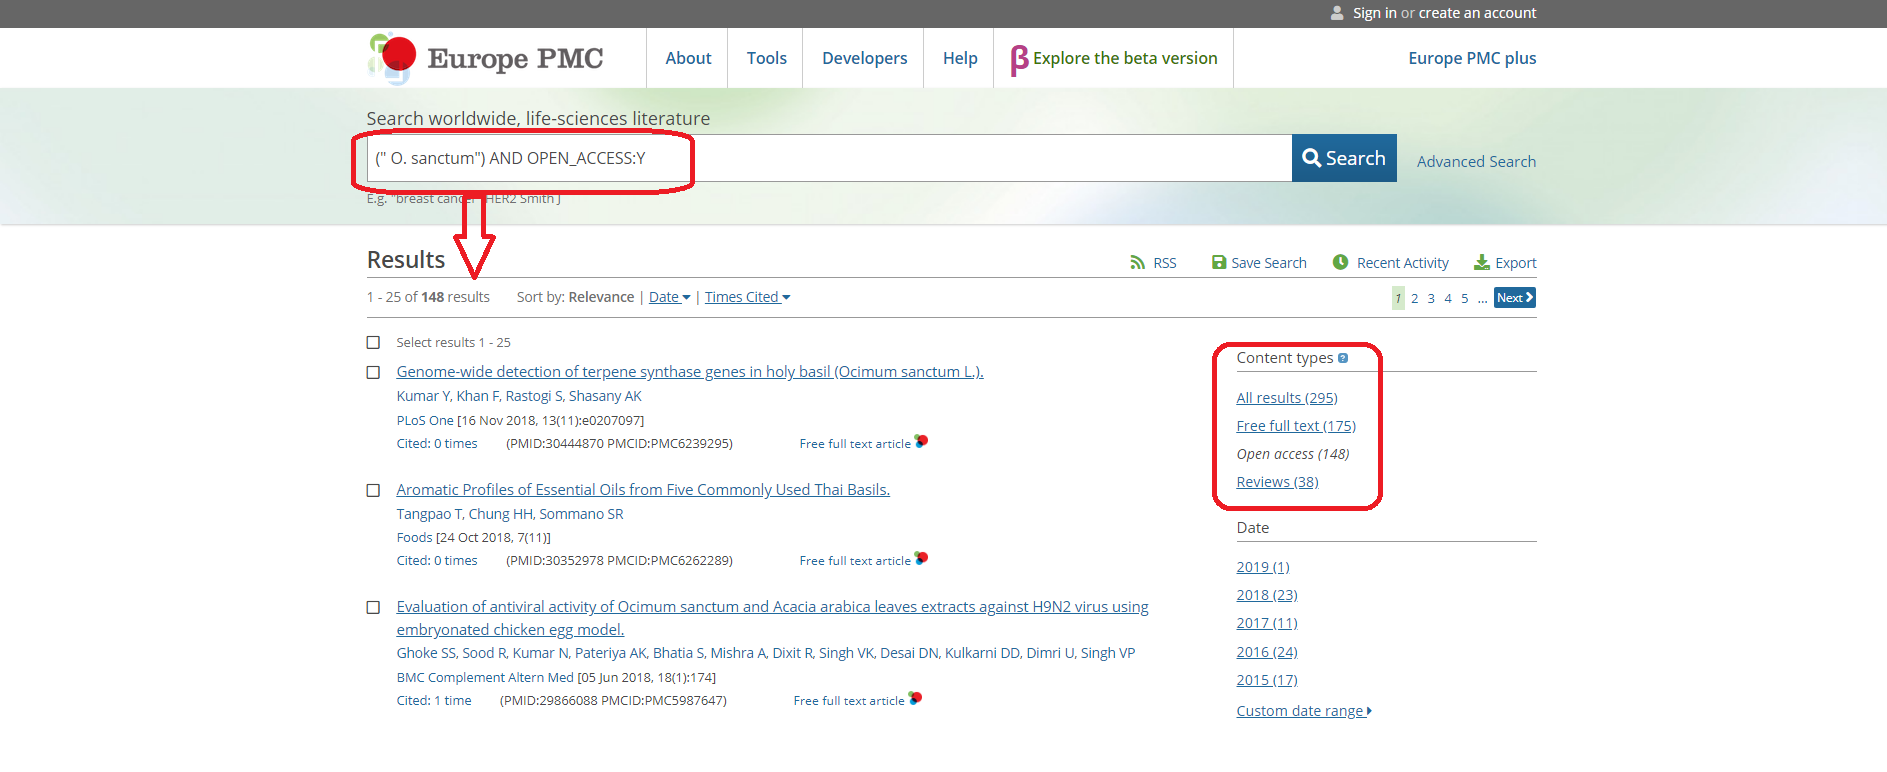 Sign in or create an account
Europe PMC
About
Tools
Developers
Help
β Explore the beta version
Europe PMC plus
Search worldwide, life-sciences literature
(" O. sanctum") AND OPEN_ACCESS:Y
Search
Advanced Search
E.g. "breast cancer" HER2 Smith J
Results
RSS
Save Search
Recent Activity
Export
1 - 25 of 148 results
Sort by: Relevance | Date | Times Cited
1 2 3 4 5 ... Next
Select results 1 - 25
Genome-wide detection of terpene synthase genes in holy basil (Ocimum sanctum L.).
Kumar Y, Khan F, Rastogi S, Shasany AK
PLoS One [16 Nov 2018, 13(11):e0207097]
Cited: 0 times (PMID:30444870 PMCID:PMC6239295) Free full text article
Aromatic Profiles of Essential Oils from Five Commonly Used Thai Basils.
Tangpao T, Chung HH, Sommano SR
Foods [24 Oct 2018, 7(11)]
Cited: 0 times (PMID:30352978 PMCID:PMC6262289) Free full text article
Evaluation of antiviral activity of Ocimum sanctum and Acacia arabica leaves extracts against H9N2 virus using
embryonated chicken egg model.
Ghoke SS, Sood R, Kumar N, Pateriya AK, Bhatia S, Mishra A, Dixit R, Singh VK, Desai DN, Kulkarni DD, Dimri U, Singh VP
BMC Complement Altern Med [05 Jun 2018, 18(1):174]
Cited: 1 time (PMID:29866088 PMCID:PMC5987647) Free full text article
Content types ?
All results (295)
Free full text (175)
Open access (148)
Reviews (38)
Date
2019 (1)
2018 (23)
2017 (11)
2016 (24)
2015 (17)
Custom date range